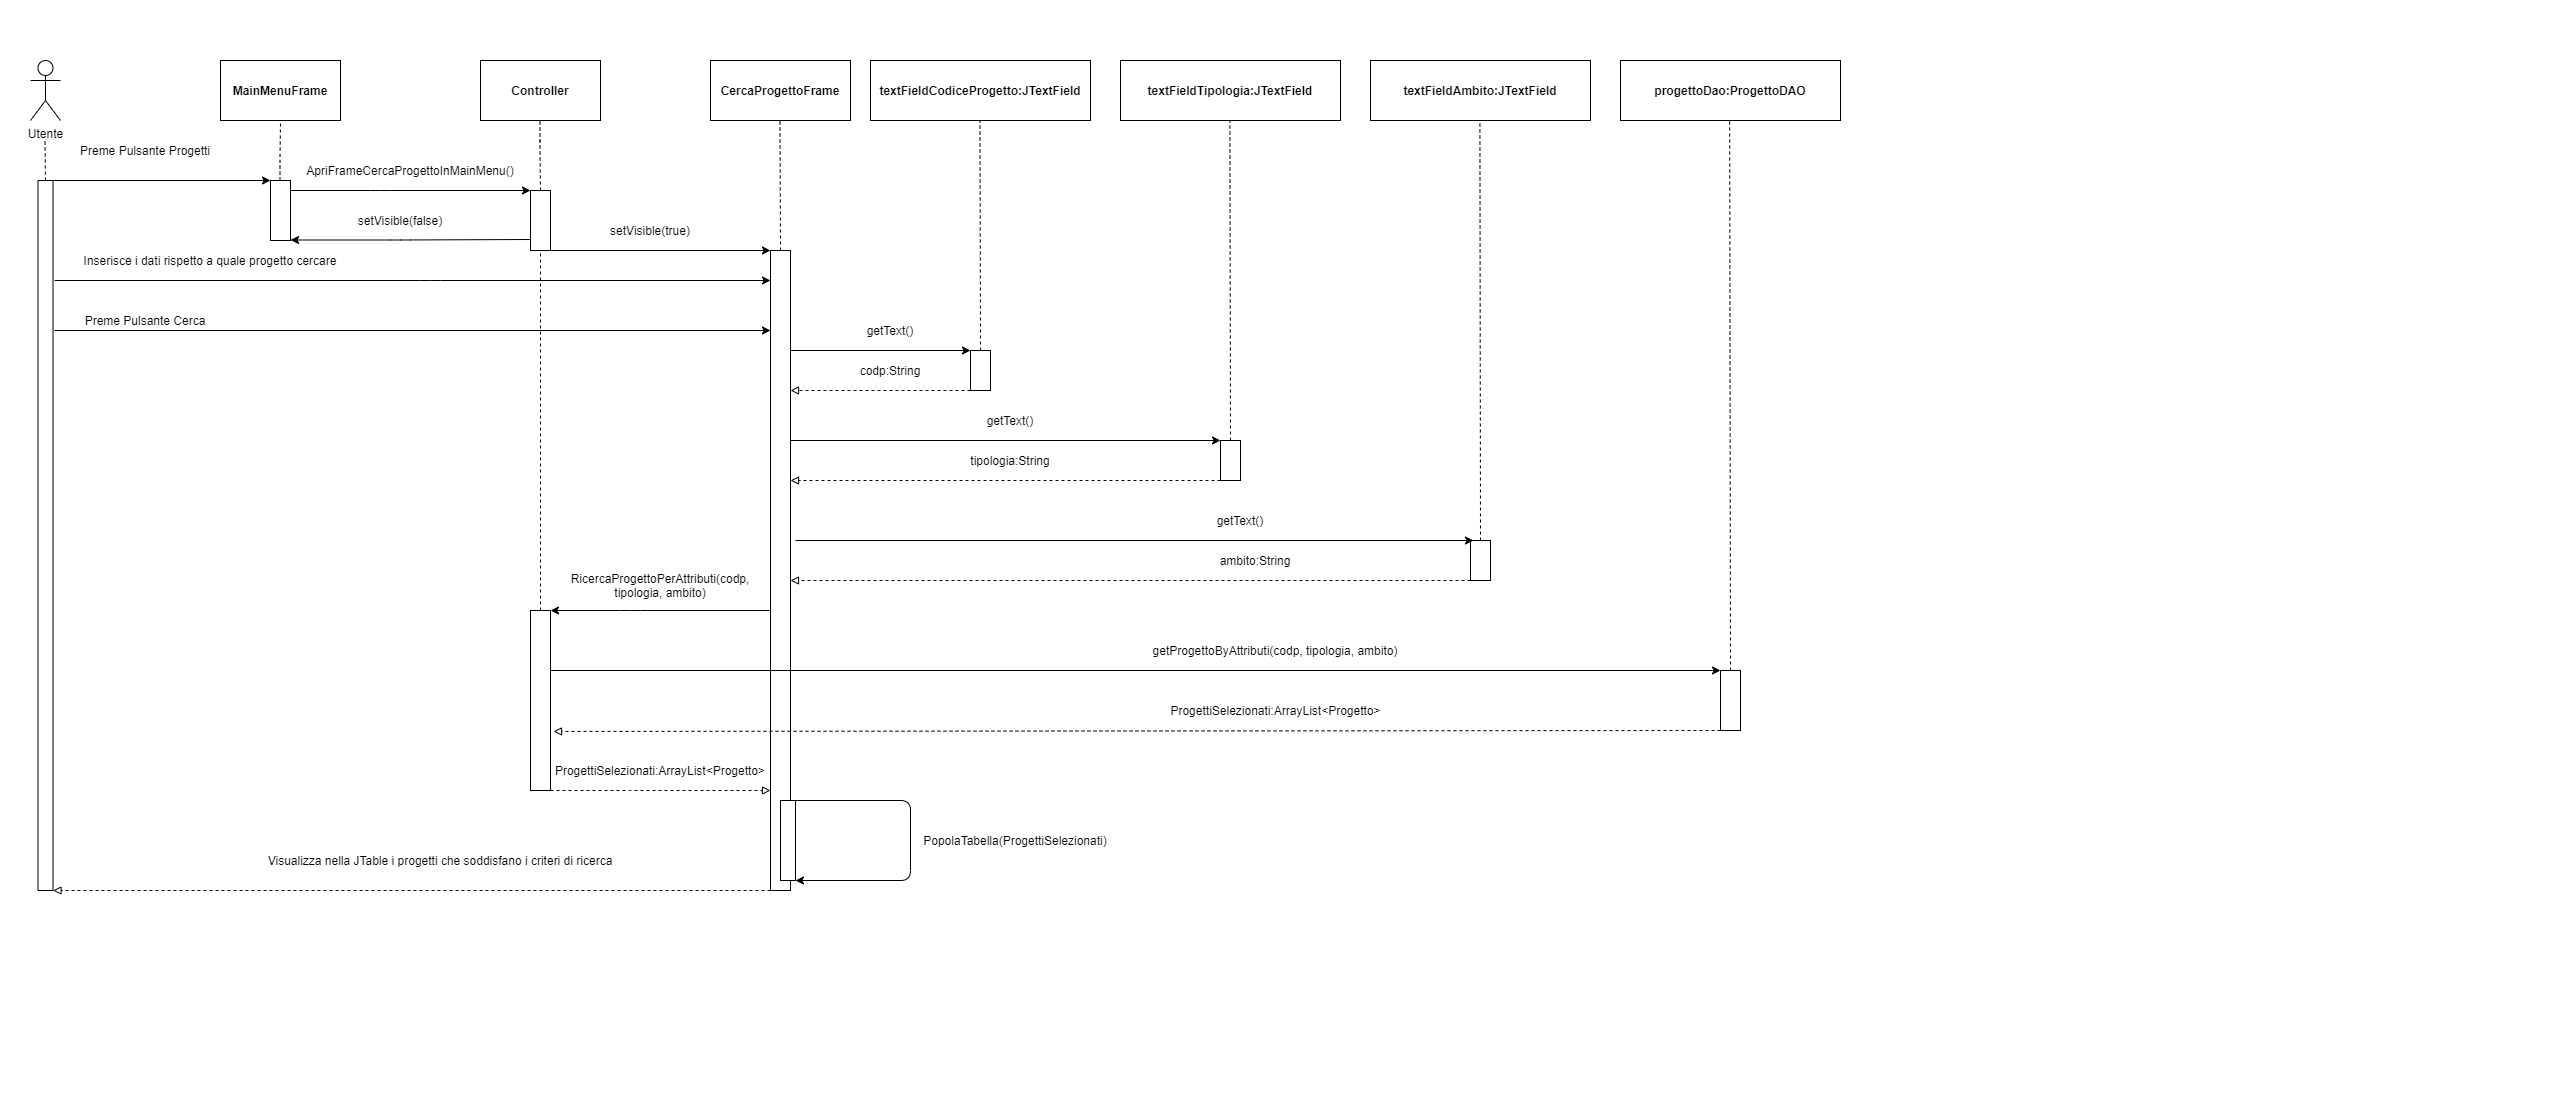 MainMenuFrame
Controller
CercaProgettoFrame
textFieldCodiceProgetto:JTextField
textFieldTipologia:JTextField
textFieldAmbito:JTextField
progettoDao:ProgettoDAO
Utente
Preme Pulsante Progetti
ApriFrameCercaProgettoInMainMenu()
setVisible(false)
setVisible(true)
Inserisce i dati rispetto a quale progetto cercare
Preme Pulsante Cerca
getText()
codp:String
getText()
tipologia:String
getText()
ambito:String
RicercaProgettoPerAttributi(codp,
tipologia, ambito)
getProgettoByAttributi(codp, tipologia, ambito)
ProgettiSelezionati:ArrayList<Progetto>
ProgettiSelezionati:ArrayList<Progetto>
PopolaTabella(ProgettiSelezionati)
Visualizza nella JTable i progetti che soddisfano i criteri di ricerca